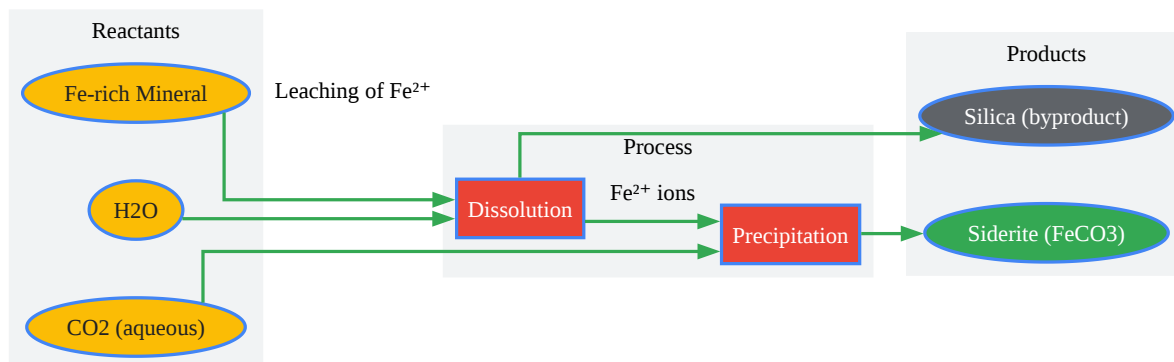 Reactants
Fe-rich Mineral
Leaching of Fe²⁺
H2O
CO2 (aqueous)
Process
Dissolution
Fe²⁺ ions
Precipitation
Products
Silica (byproduct)
Siderite (FeCO3)